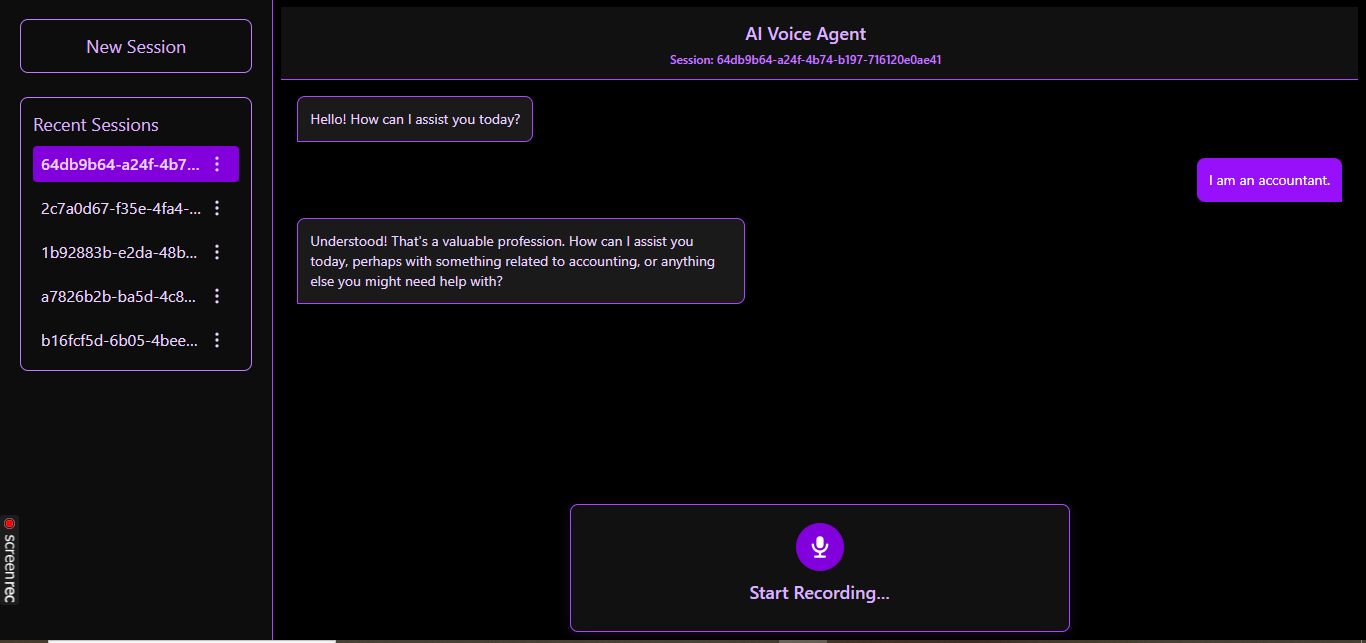 New Session
Recent Sessions
64db9b64-a24f-4b7...
2c7a0d67-f35e-4fa4-...
1b92883b-e2da-48b...
a7826b2b-ba5d-4c8...
b16fcf5d-6b05-4bee...
screenrec
AI Voice Agent
Session: 64db9b64-a24f-4b74-b197-716120e0ae41
Hello! How can I assist you today?
I am an accountant.
Understood! That's a valuable profession. How can I assist you
today, perhaps with something related to accounting, or anything
else you might need help with?
Start Recording...